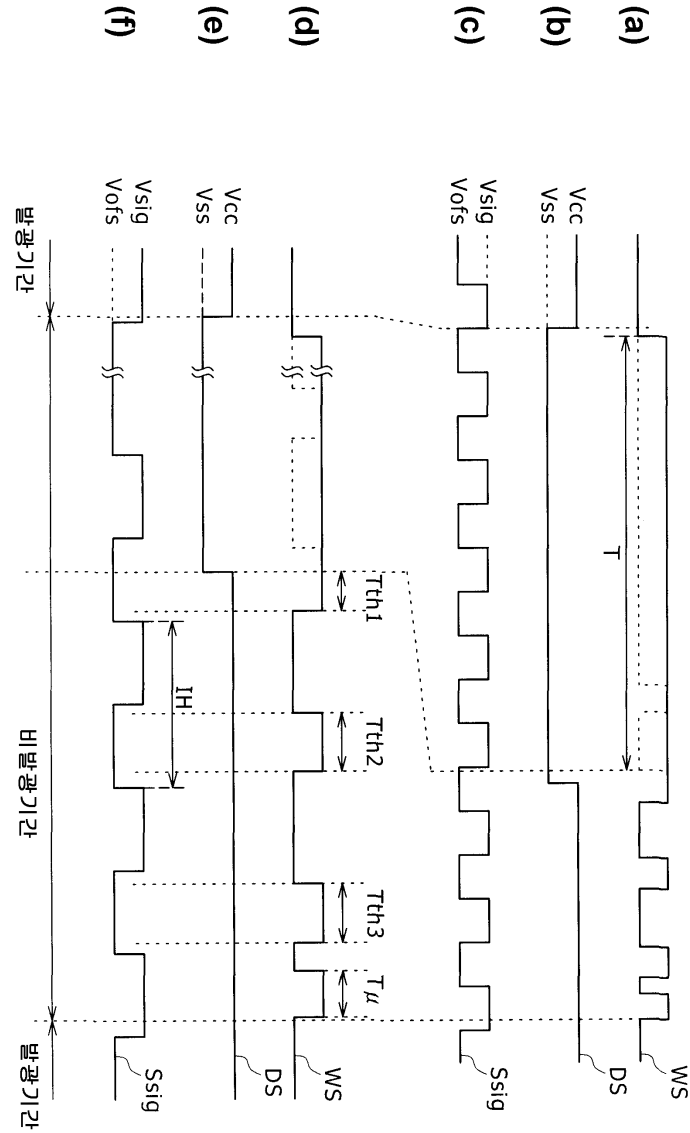 (a)
WS
T
(b)
Vcc
Vss
DS
(c)
Vsig
Vofs
Ssig
(d)
Tth1
Tth2
Tth3
Tμ
WS
(e)
Vcc
Vss
DS
(f)
Vsig
Vofs
IH
Ssig
발광기간
비발광기간
발광기간